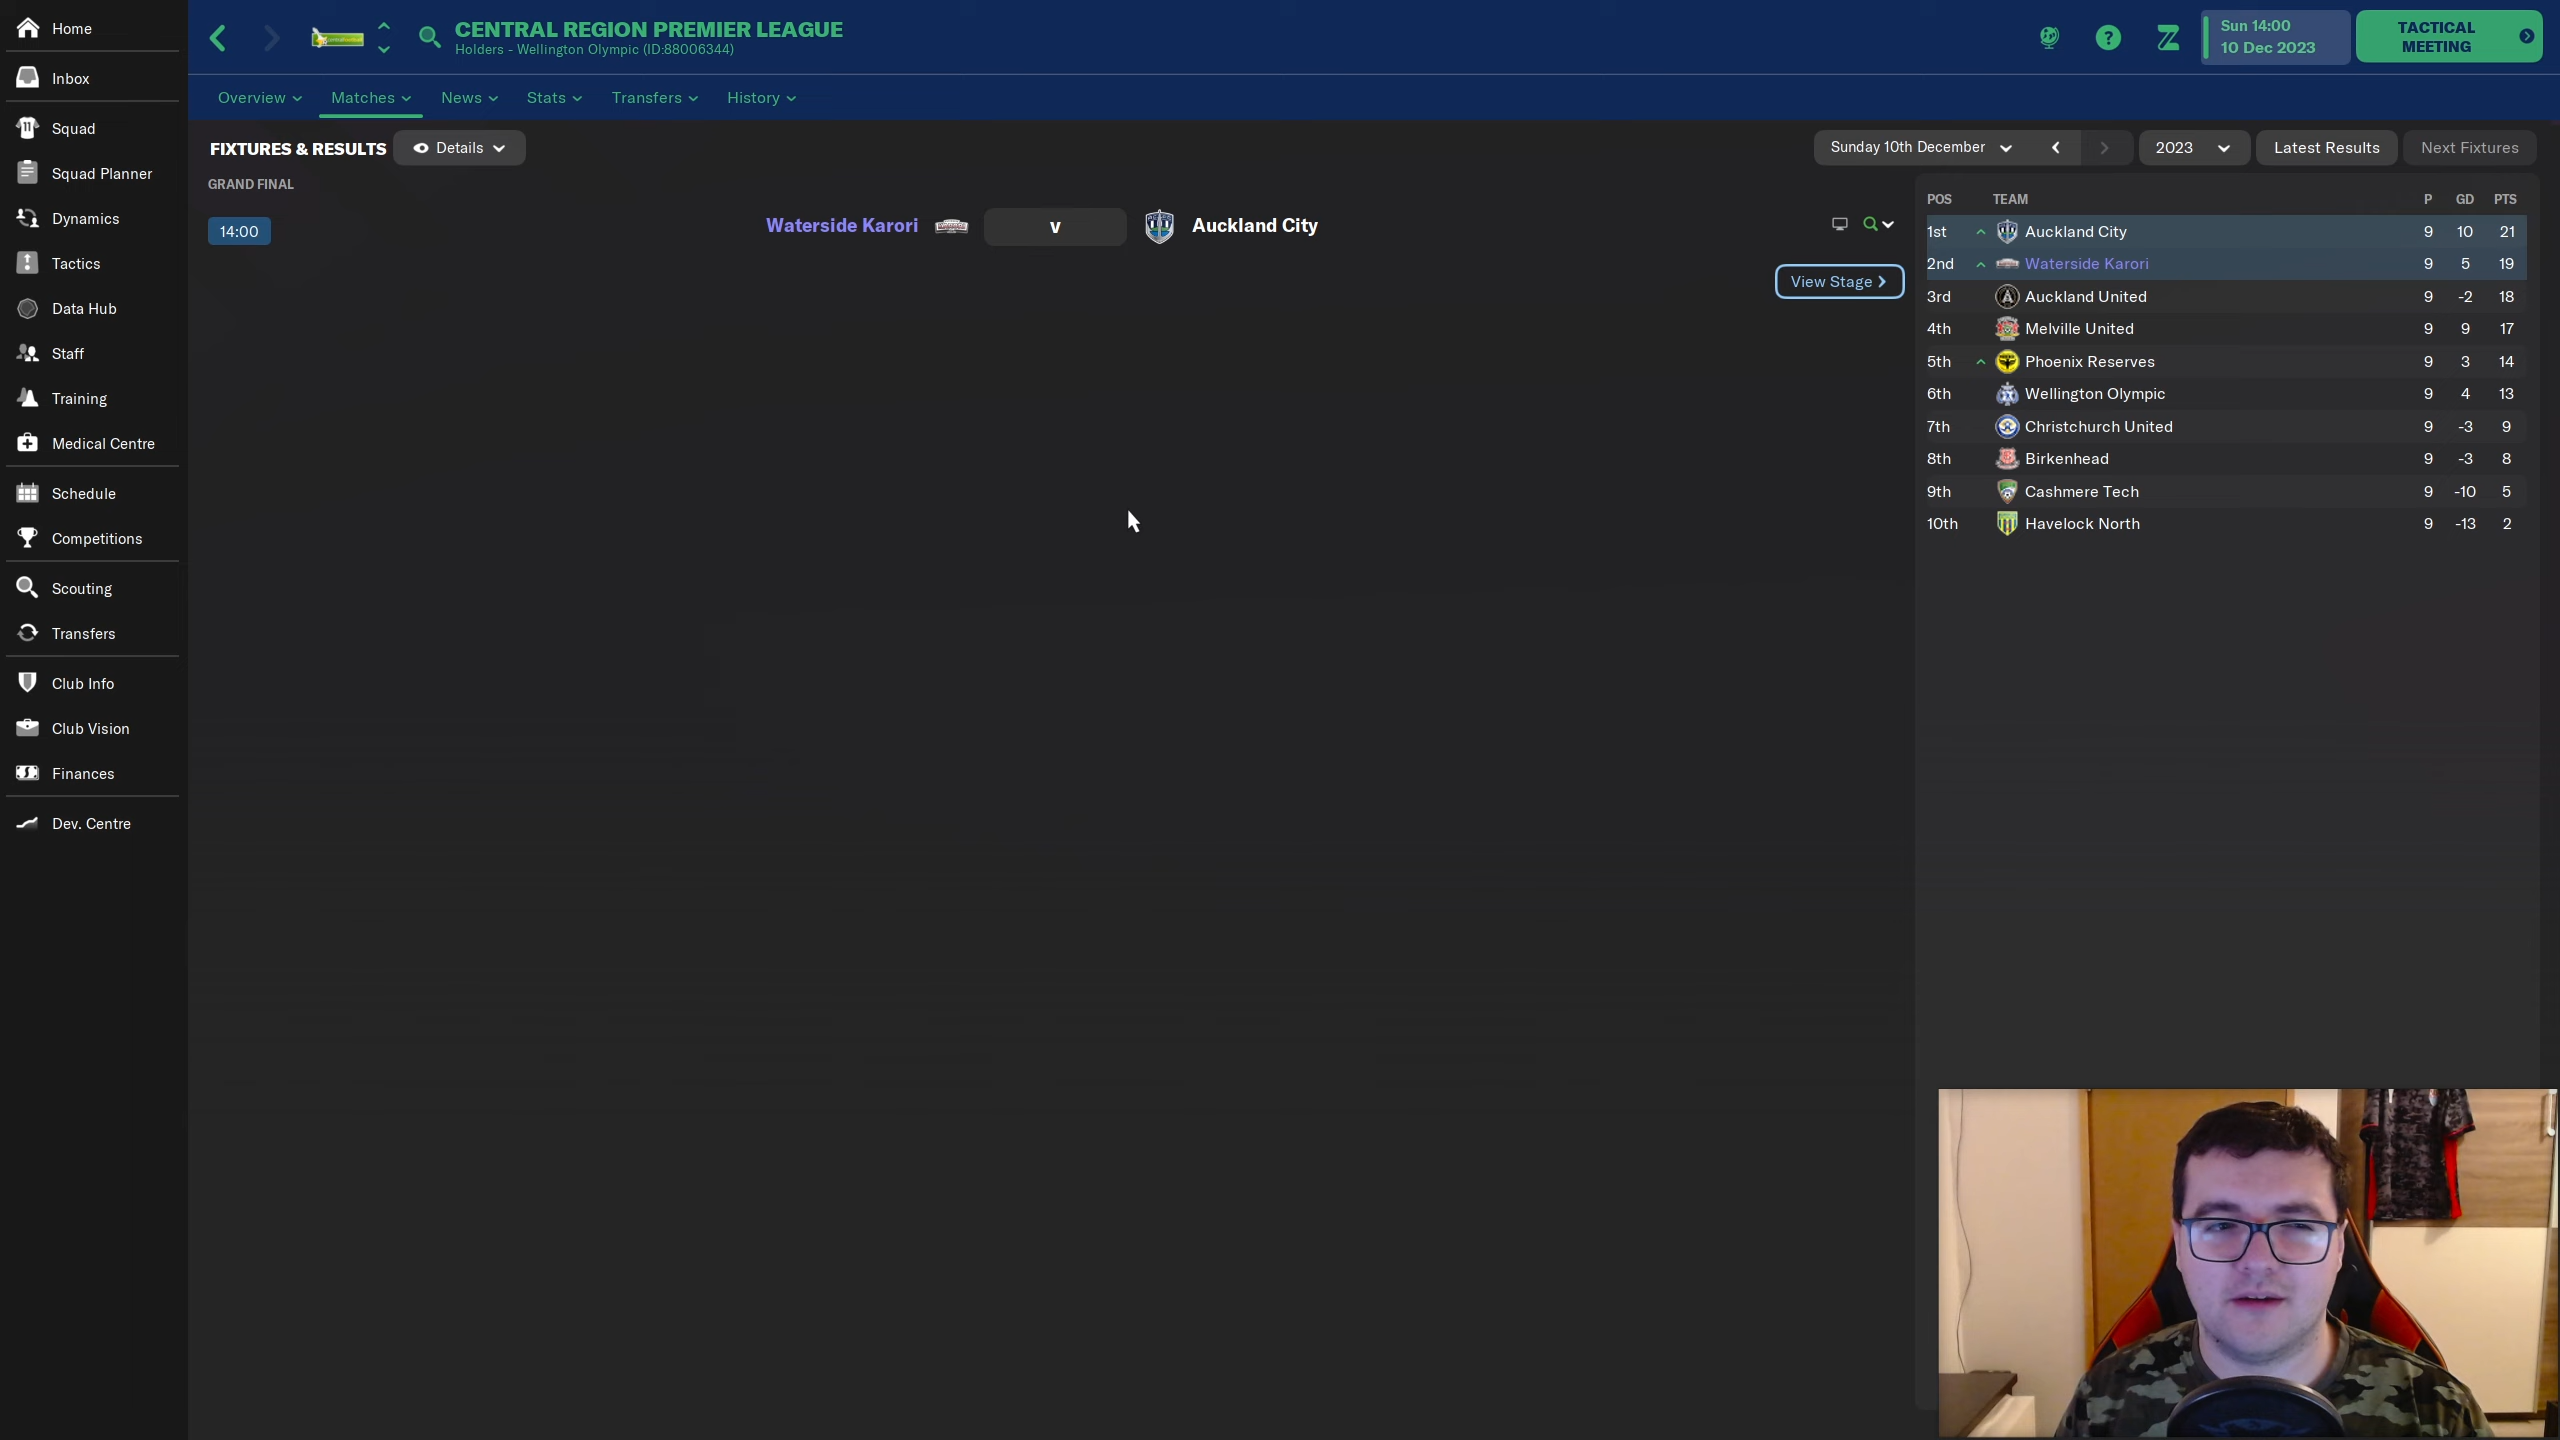 Home
Inbox
Squad
Squad Planner
Dynamics
Tactics
Data Hub
Staff
Training
Medical Centre
Schedule
Competitions
Scouting
Transfers
Club Info
Club Vision
Finances
Dev. Centre
CENTRAL REGION PREMIER LEAGUE
Holders - Wellington Olympic (ID:88006344)
Sun 14:00
10 Dec 2023
TACTICAL
MEETING
Overview Matches News Stats Transfers History
FIXTURES & RESULTS Details
Sunday 10th December 2023 Latest Results Next Fixtures
GRAND FINAL
14:00 Waterside Karori v Auckland City
View Stage
POS TEAM P GD PTS
1st Auckland City 9 10 21
2nd Waterside Karori 9 5 19
3rd Auckland United 9 -2 18
4th Melville United 9 9 17
5th Phoenix Reserves 9 3 14
6th Wellington Olympic 9 4 13
7th Christchurch United 9 -3 9
8th Birkenhead 9 -3 8
9th Cashmere Tech 9 -10 5
10th Havelock North 9 -13 2